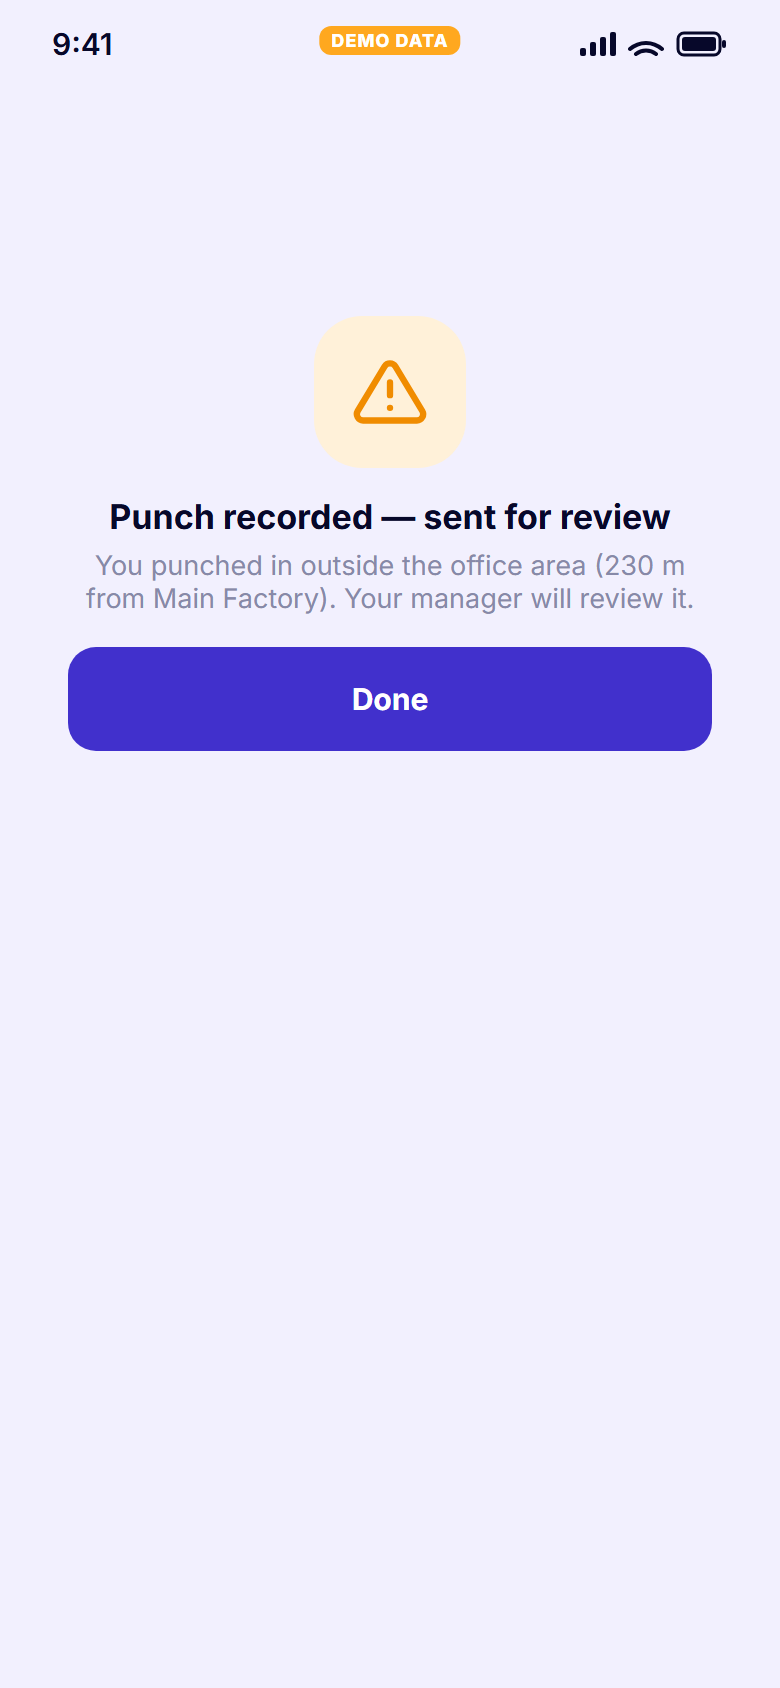 9:41
DEMO DATA
Punch recorded — sent for review
You punched in outside the office area (230 m
from Main Factory). Your manager will review it.
Done